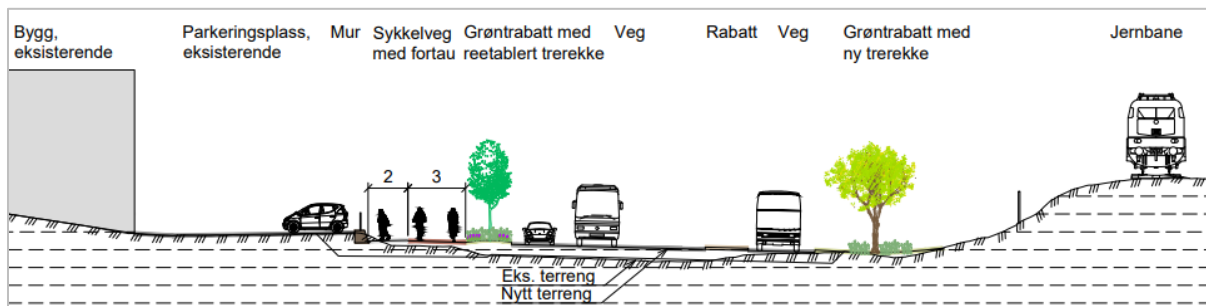 Bygg,
eksisterende
Parkeringsplass,
eksisterende
Mur
Sykkelveg
med fortau
Grøntrabatt med
reetablert trerekke
Veg
Rabatt
Veg
Grøntrabatt med
ny trerekke
Jernbane
2
3
Eks. terreng
Nytt terreng